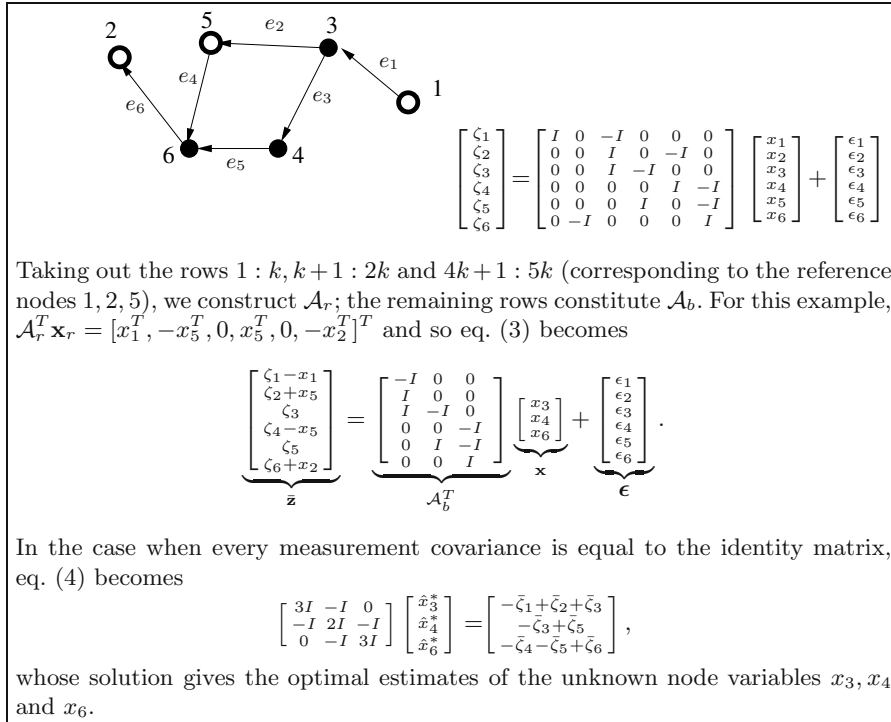 5
2
e₂
3
e₁
e₄
1
e₃
e₆
6
e₅
4
[ζ₁ ζ₂ ζ₃ ζ₄ ζ₅ ζ₆] = [I 0 −I 0 0 0; 0 0 I 0 −I 0; 0 0 I −I 0 0; 0 0 0 0 I −I; 0 0 0 I 0 −I; 0 −I 0 0 0 I] [x₁ x₂ x₃ x₄ x₅ x₆] + [ϵ₁ ϵ₂ ϵ₃ ϵ₄ ϵ₅ ϵ₆]
Taking out the rows 1 : k, k+1 : 2k and 4k+1 : 5k (corresponding to the reference
nodes 1, 2, 5), we construct 𝒜ᵣ; the remaining rows constitute 𝒜_b. For this example,
𝒜ᵣᵀ𝐱ᵣ = [x₁ᵀ, −x₅ᵀ, 0, x₅ᵀ, 0, −x₂ᵀ]ᵀ and so eq. (3) becomes
[ζ₁−x₁; ζ₂+x₅; ζ₃; ζ₄−x₅; ζ₅; ζ₆+x₂] = [−I 0 0; I 0 0; I −I 0; 0 0 −I; 0 I −I; 0 0 I] [x₃; x₄; x₆] + [ϵ₁; ϵ₂; ϵ₃; ϵ₄; ϵ₅; ϵ₆] .
z̄ 𝒜_bᵀ 𝐱 𝝐
In the case when every measurement covariance is equal to the identity matrix,
eq. (4) becomes
[3I −I 0; −I 2I −I; 0 −I 3I] [x̂₃*; x̂₄*; x̂₆*] = [−ζ̄₁+ζ̄₂+ζ̄₃; −ζ̄₃+ζ̄₅; −ζ̄₄−ζ̄₅+ζ̄₆] ,
whose solution gives the optimal estimates of the unknown node variables x₃, x₄
and x₆.